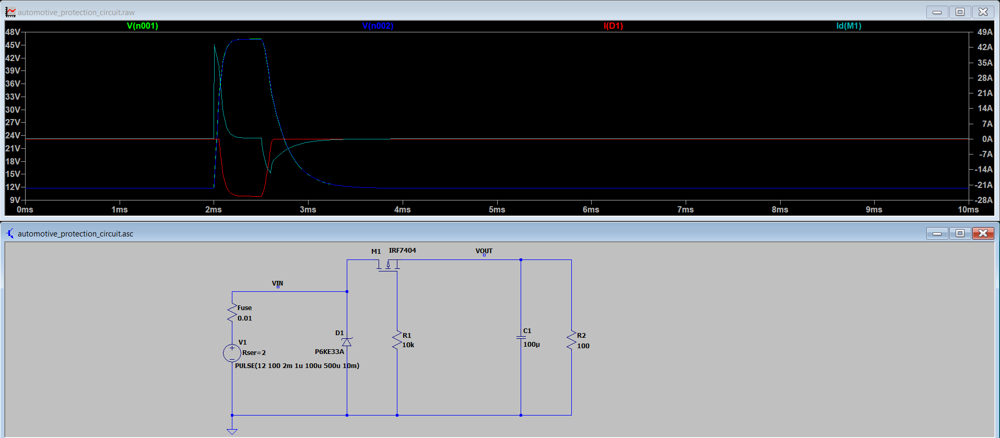 automotive_protection_circuit.raw
V(n001) V(n002) I(D1) Id(M1)
48V 49A
45V 42A
42V 35A
39V 28A
36V 21A
33V 14A
30V 7A
27V 0A
24V -7A
21V -14A
18V -21A
15V -28A
12V
9V
0ms 1ms 2ms 3ms 4ms 5ms 6ms 7ms 8ms 9ms 10ms
automotive_protection_circuit.asc
M1 IRF7404
VOUT
VIN
Fuse
0.01
V1
Rser=2
PULSE(12 100 2m 1u 100u 500u 10m)
D1
P6KE33A
R1
10k
C1
100µ
R2
100